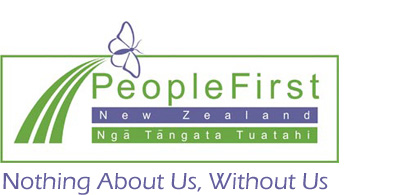 PeopleFirst
New Zealand
Ngā Tāngata Tuatahi
Nothing About Us, Without Us